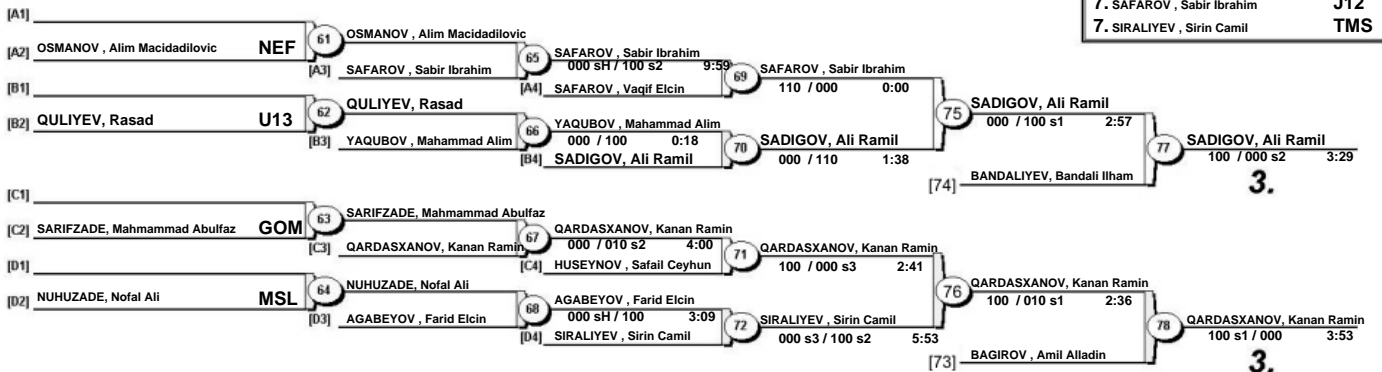 7. SAFAROV , Sabir Ibrahim J12
7. SIRALIYEV , Sirin Camil TMS
[A1]
[A2] OSMANOV , Alim Macidadilovic NEF
61
OSMANOV , Alim Macidadilovic
[A3] SAFAROV , Sabir Ibrahim
65
SAFAROV , Sabir Ibrahim
000 sH / 100 s2 9:59
[A4] SAFAROV , Vaqif Elcin
69
SAFAROV , Sabir Ibrahim
110 / 000 0:00
[B1]
[B2] QULIYEV, Rasad U13
62
QULIYEV, Rasad
[B3] YAQUBOV , Mahammad Alim
66
YAQUBOV , Mahammad Alim
000 / 100 0:18
[B4] SADIGOV, Ali Ramil
70
SADIGOV, Ali Ramil
000 / 110 1:38
75
SADIGOV, Ali Ramil
000 / 100 s1 2:57
[74] BANDALIYEV, Bandali Ilham
77
SADIGOV, Ali Ramil
100 / 000 s2 3:29
3.
[C1]
[C2] SARIFZADE, Mahmammad Abulfaz GOM
63
SARIFZADE, Mahmammad Abulfaz
[C3] QARDASXANOV, Kanan Ramin
67
QARDASXANOV, Kanan Ramin
000 / 010 s2 4:00
[C4] HUSEYNOV , Safail Ceyhun
71
QARDASXANOV, Kanan Ramin
100 / 000 s3 2:41
[D1]
[D2] NUHUZADE, Nofal Ali MSL
64
NUHUZADE, Nofal Ali
[D3] AGABEYOV , Farid Elcin
68
AGABEYOV , Farid Elcin
000 sH / 100 3:09
[D4] SIRALIYEV , Sirin Camil
72
SIRALIYEV , Sirin Camil
000 s3 / 100 s2 5:53
76
QARDASXANOV, Kanan Ramin
100 / 010 s1 2:36
[73] BAGIROV , Amil Alladin
78
QARDASXANOV, Kanan Ramin
100 s1 / 000 3:53
3.